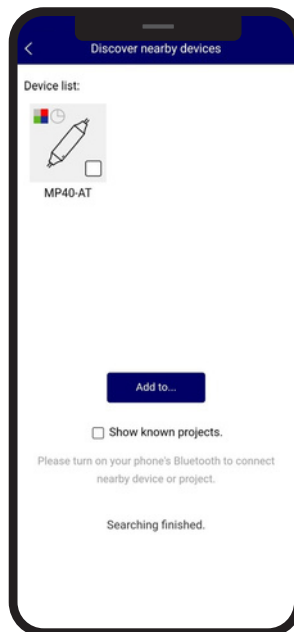 Discover nearby devices
Device list:
MP40-AT
Add to...
Show known projects.
Please turn on your phone's Bluetooth to connect
nearby device or project.
Searching finished.